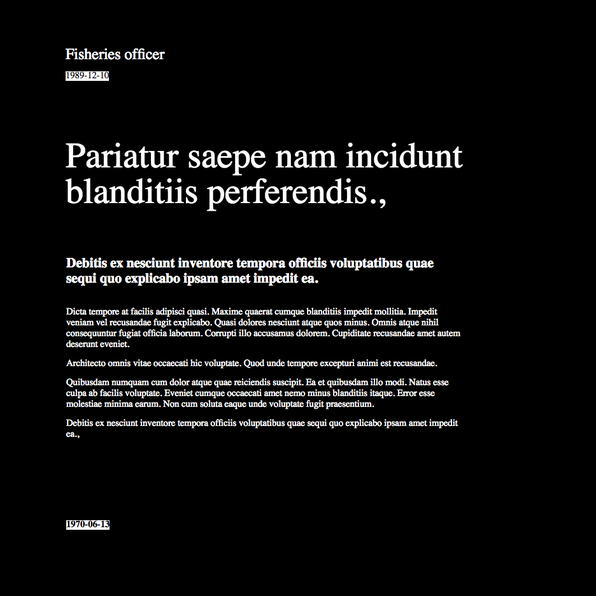 Fisheries officer
1989-12-10
Pariatur saepe nam incidunt
blanditiis perferendis.,
Debitis ex nesciunt inventore tempora officiis voluptatibus quae
sequi quo explicabo ipsam amet impedit ea.
Dicta tempore at facilis adipisci quasi. Maxime quaerat cumque blanditiis impedit mollitia. Impedit
veniam vel recusandae fugit explicabo. Quasi dolores nesciunt atque quos minus. Omnis atque nihil
consequuntur fugiat officia laborum. Corrupti illo accusamus dolorem. Cupiditate recusandae amet autem
deserunt eveniet.
Architecto omnis vitae occaecati hic voluptate. Quod unde tempore excepturi animi est recusandae.
Quibusdam numquam cum dolor atque quae reiciendis suscipit. Ea et quibusdam illo modi. Natus esse
culpa ab facilis voluptate. Eveniet cumque occaecati amet nemo minus blanditiis itaque. Error esse
molestiae minima earum. Non cum soluta eaque unde voluptate fugit praesentium.
Debitis ex nesciunt inventore tempora officiis voluptatibus quae sequi quo explicabo ipsam amet impedit
ea.,
1970-06-13